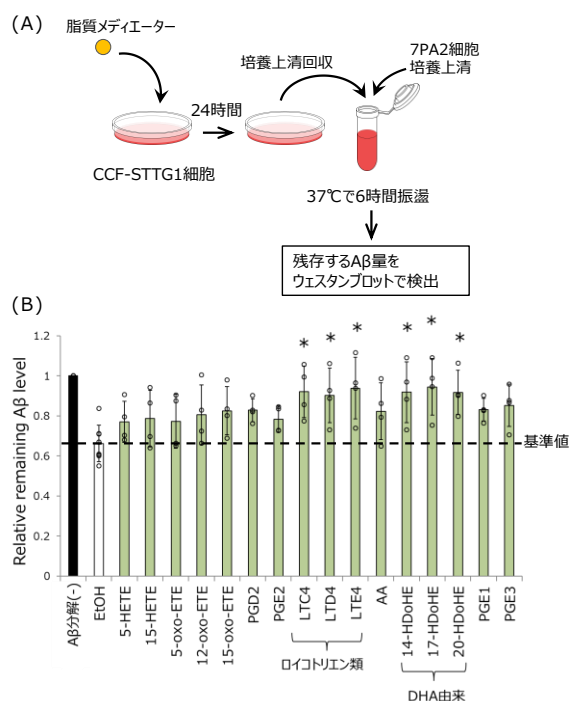 (A)
脂質メディエーター
培養上清回収
7PA2細胞
培養上清
24時間
CCF-STTG1細胞
37℃で6時間振盪
残存するAβ量を
ウェスタンブロットで検出
(B)
Relative remaining Aβ level
1.2
1
0.8
0.6
0.4
0.2
0
* * * * * *
基準値
Aβ分解(-)
EtOH
5-HETE
15-HETE
5-oxo-ETE
12-oxo-ETE
15-oxo-ETE
PGD2
PGE2
LTC4
LTD4
LTE4
AA
14-HDoHE
17-HDoHE
20-HDoHE
PGE1
PGE3
ロイコトリエン類
DHA由来